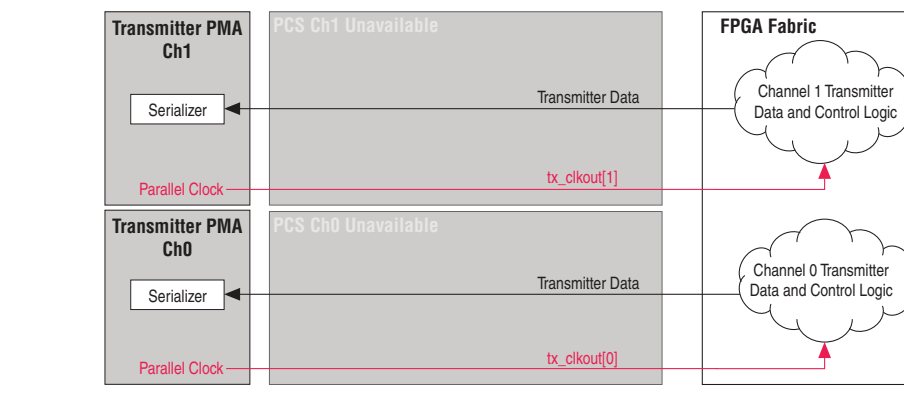 Transmitter PMA
Ch1
PCS Ch1 Unavailable
FPGA Fabric
Serializer
Transmitter Data
Channel 1 Transmitter
Data and Control Logic
Parallel Clock
tx_clkout[1]
Transmitter PMA
Ch0
PCS Ch0 Unavailable
Serializer
Transmitter Data
Channel 0 Transmitter
Data and Control Logic
Parallel Clock
tx_clkout[0]